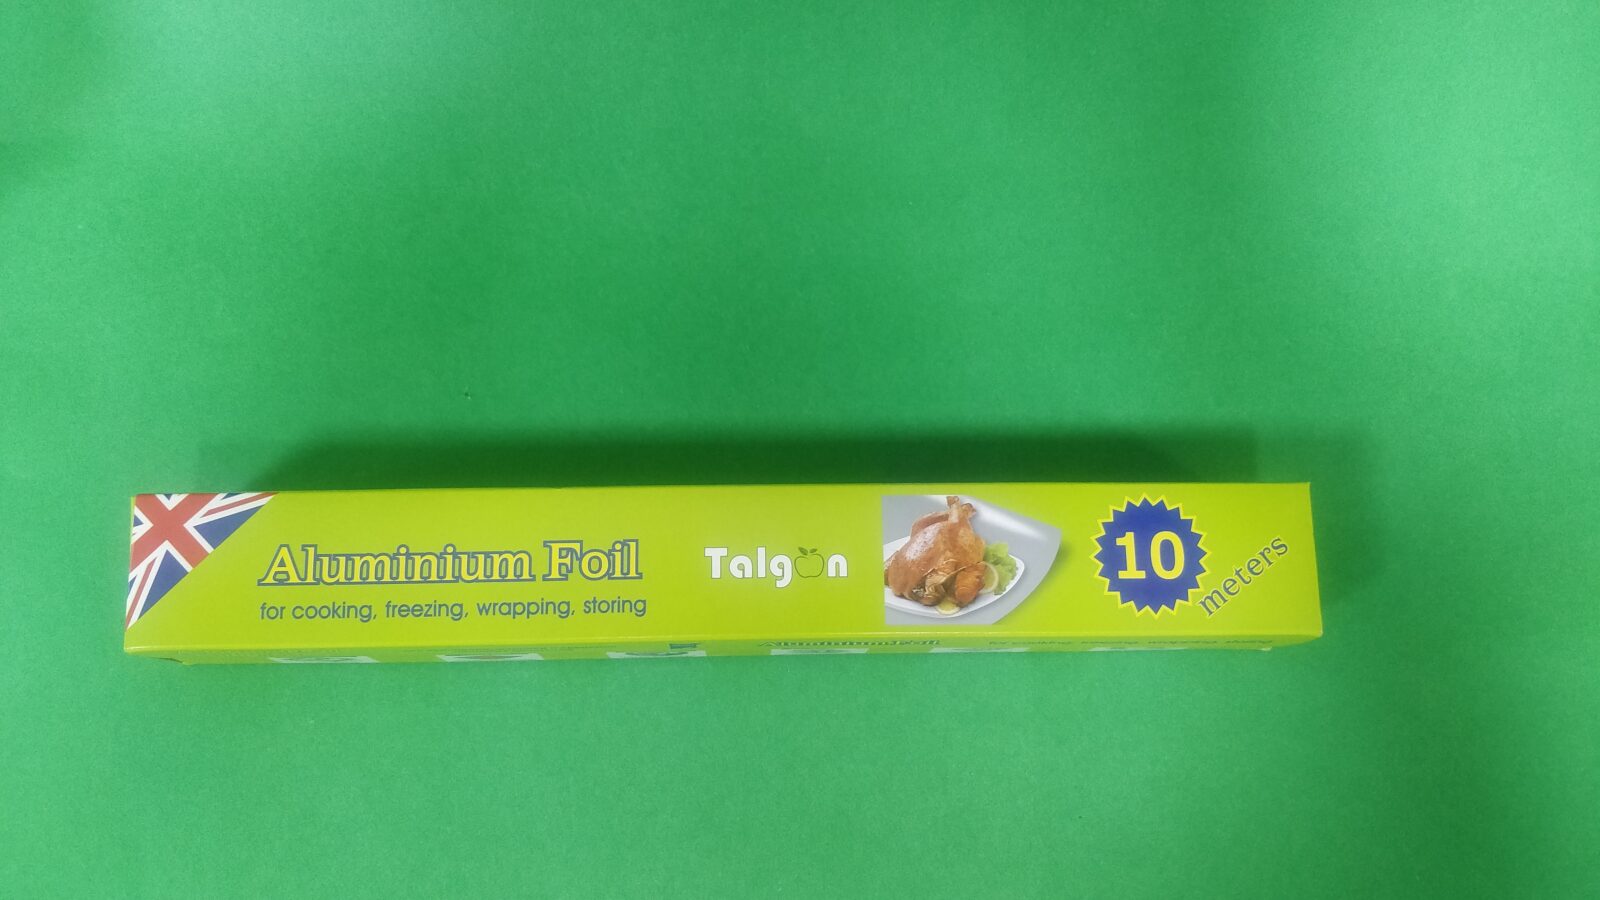 Aluminium Foil
for cooking, freezing, wrapping, storing
Talgon
10
meters